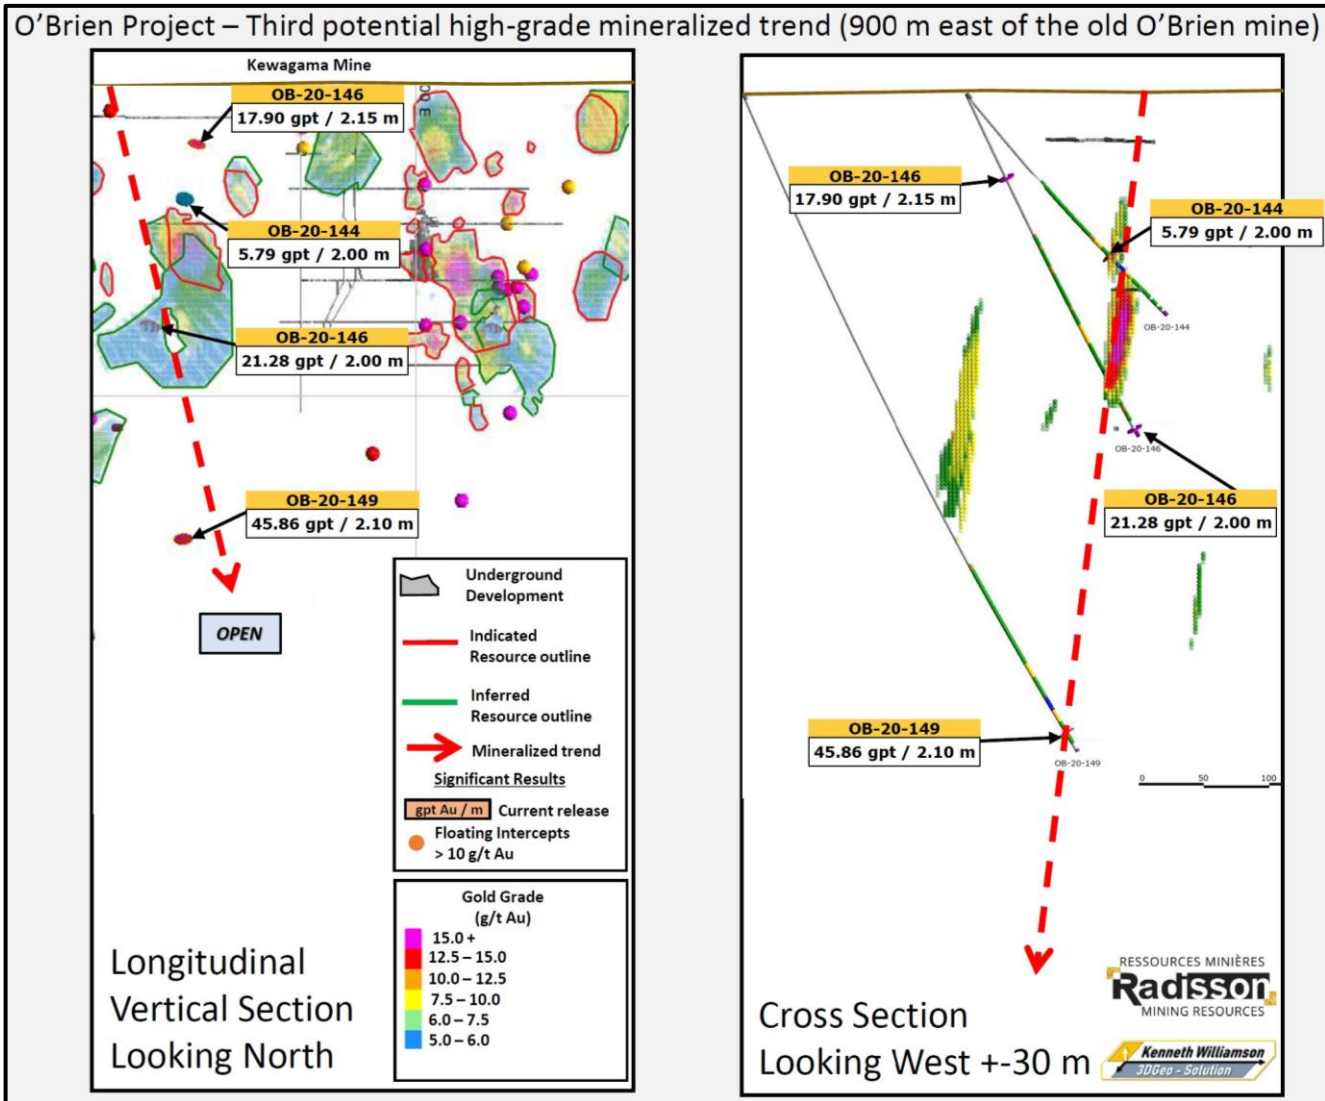 O'Brien Project – Third potential high-grade mineralized trend (900 m east of the old O'Brien mine)
Kewagama Mine
OB-20-146
17.90 gpt / 2.15 m
OB-20-144
5.79 gpt / 2.00 m
OB-20-146
21.28 gpt / 2.00 m
OB-20-149
45.86 gpt / 2.10 m
OPEN
Underground
Development
Indicated
Resource outline
Inferred
Resource outline
Mineralized trend
Significant Results
gpt Au / m Current release
Floating Intercepts
> 10 g/t Au
Gold Grade
(g/t Au)
15.0 +
12.5 – 15.0
10.0 – 12.5
7.5 – 10.0
6.0 – 7.5
5.0 – 6.0
Longitudinal
Vertical Section
Looking North
OB-20-146
17.90 gpt / 2.15 m
OB-20-144
5.79 gpt / 2.00 m
OB-20-144
OB-20-146
OB-20-146
21.28 gpt / 2.00 m
OB-20-149
45.86 gpt / 2.10 m
OB-20-149
0 50 100
Cross Section
Looking West +-30 m
RESSOURCES MINIÈRES
Radisson
MINING RESOURCES
Kenneth Williamson
3DGeo - Solution